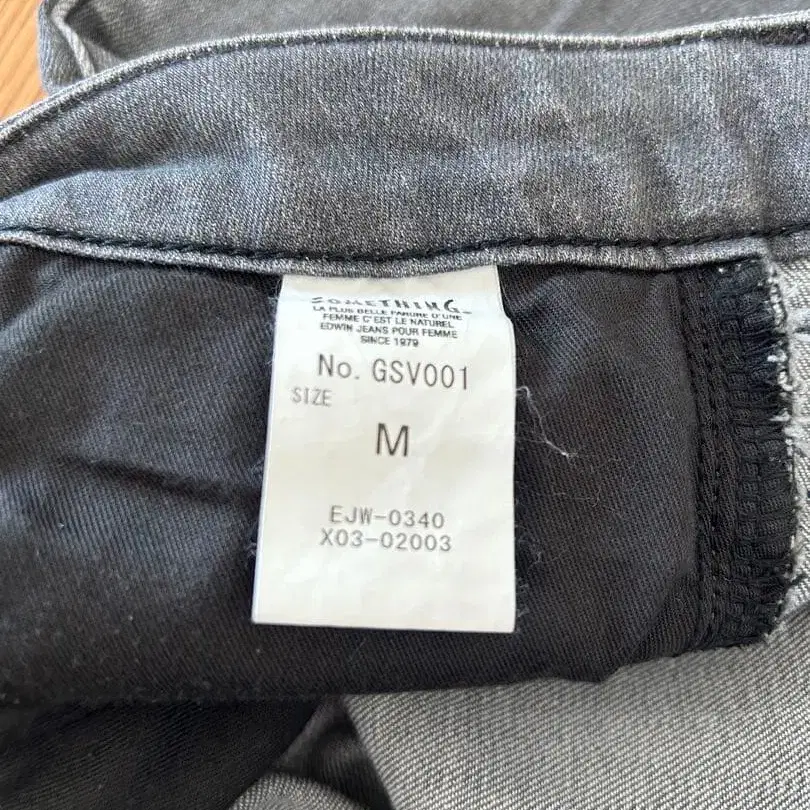 SOMETHING
LA PLUS BELLE PARURE D'UNE
FEMME C'EST LE NATUREL
EDWIN JEANS POUR FEMME
SINCE 1979
No. GSV001
SIZE
M
EJW-0340
X03-02003